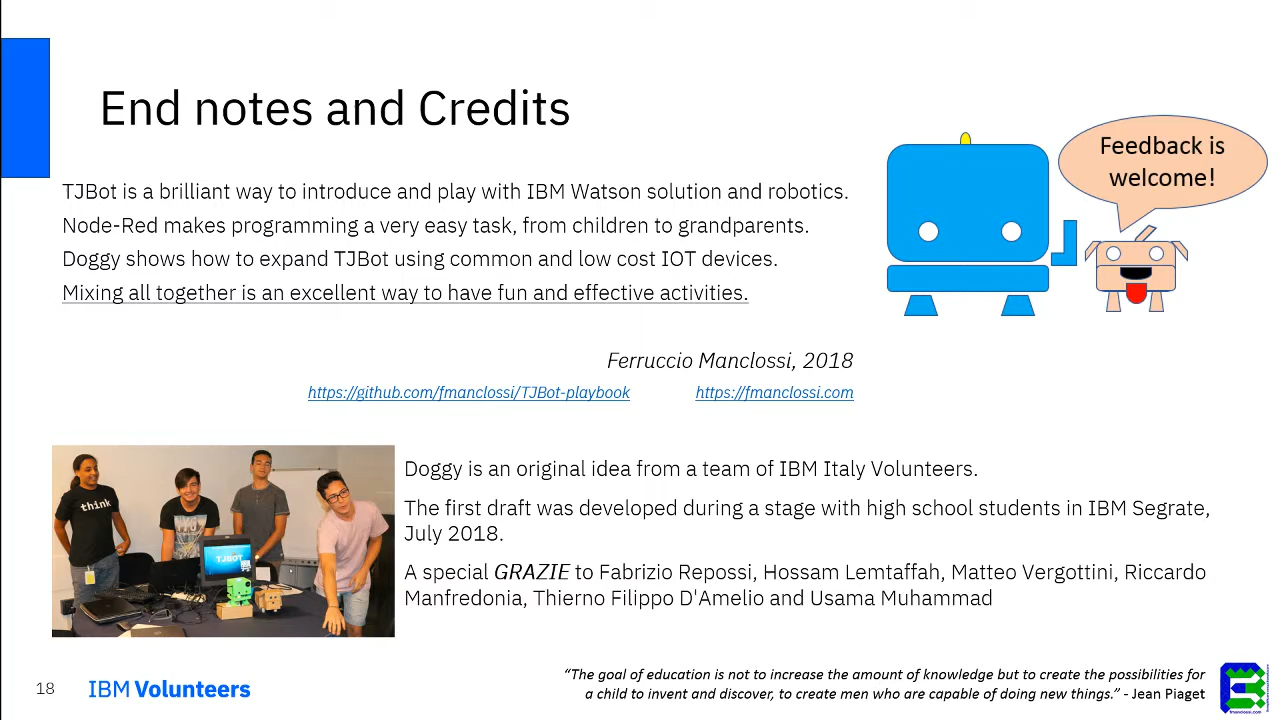 End notes and Credits
Feedback is
welcome!
TJBot is a brilliant way to introduce and play with IBM Watson solution and robotics.
Node-Red makes programming a very easy task, from children to grandparents.
Doggy shows how to expand TJBot using common and low cost IOT devices.
Mixing all together is an excellent way to have fun and effective activities.
Ferruccio Manclossi, 2018
https://github.com/fmanclossi/TJBot-playbook https://fmanclossi.com
think
TJBOT
Doggy is an original idea from a team of IBM Italy Volunteers.
The first draft was developed during a stage with high school students in IBM Segrate,
July 2018.
A special GRAZIE to Fabrizio Repossi, Hossam Lemtaffah, Matteo Vergottini, Riccardo
Manfredonia, Thierno Filippo D'Amelio and Usama Muhammad
“The goal of education is not to increase the amount of knowledge but to create the possibilities for
a child to invent and discover, to create men who are capable of doing new things.” - Jean Piaget
18 IBM Volunteers
fmanclossi.com